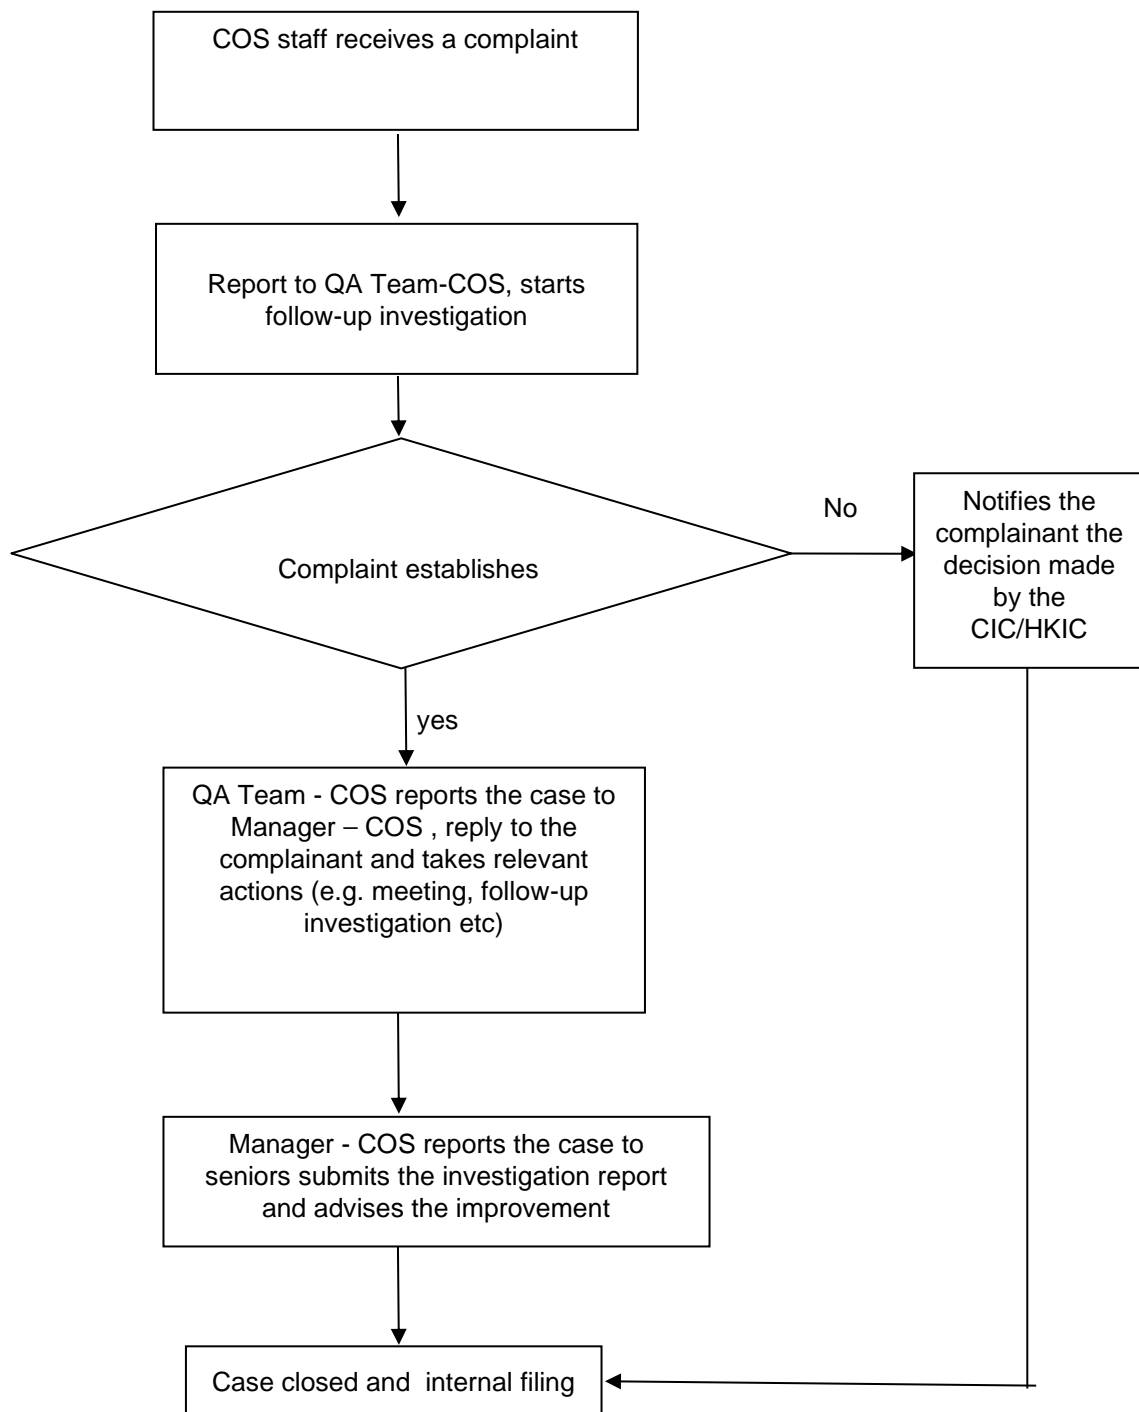 COS staff receives a complaint
Report to QA Team-COS, starts
follow-up investigation
Complaint establishes
No
Notifies the
complainant the
decision made
by the
CIC/HKIC
yes
QA Team - COS reports the case to
Manager – COS , reply to the
complainant and takes relevant
actions (e.g. meeting, follow-up
investigation etc)
Manager - COS reports the case to
seniors submits the investigation report
and advises the improvement
Case closed and  internal filing